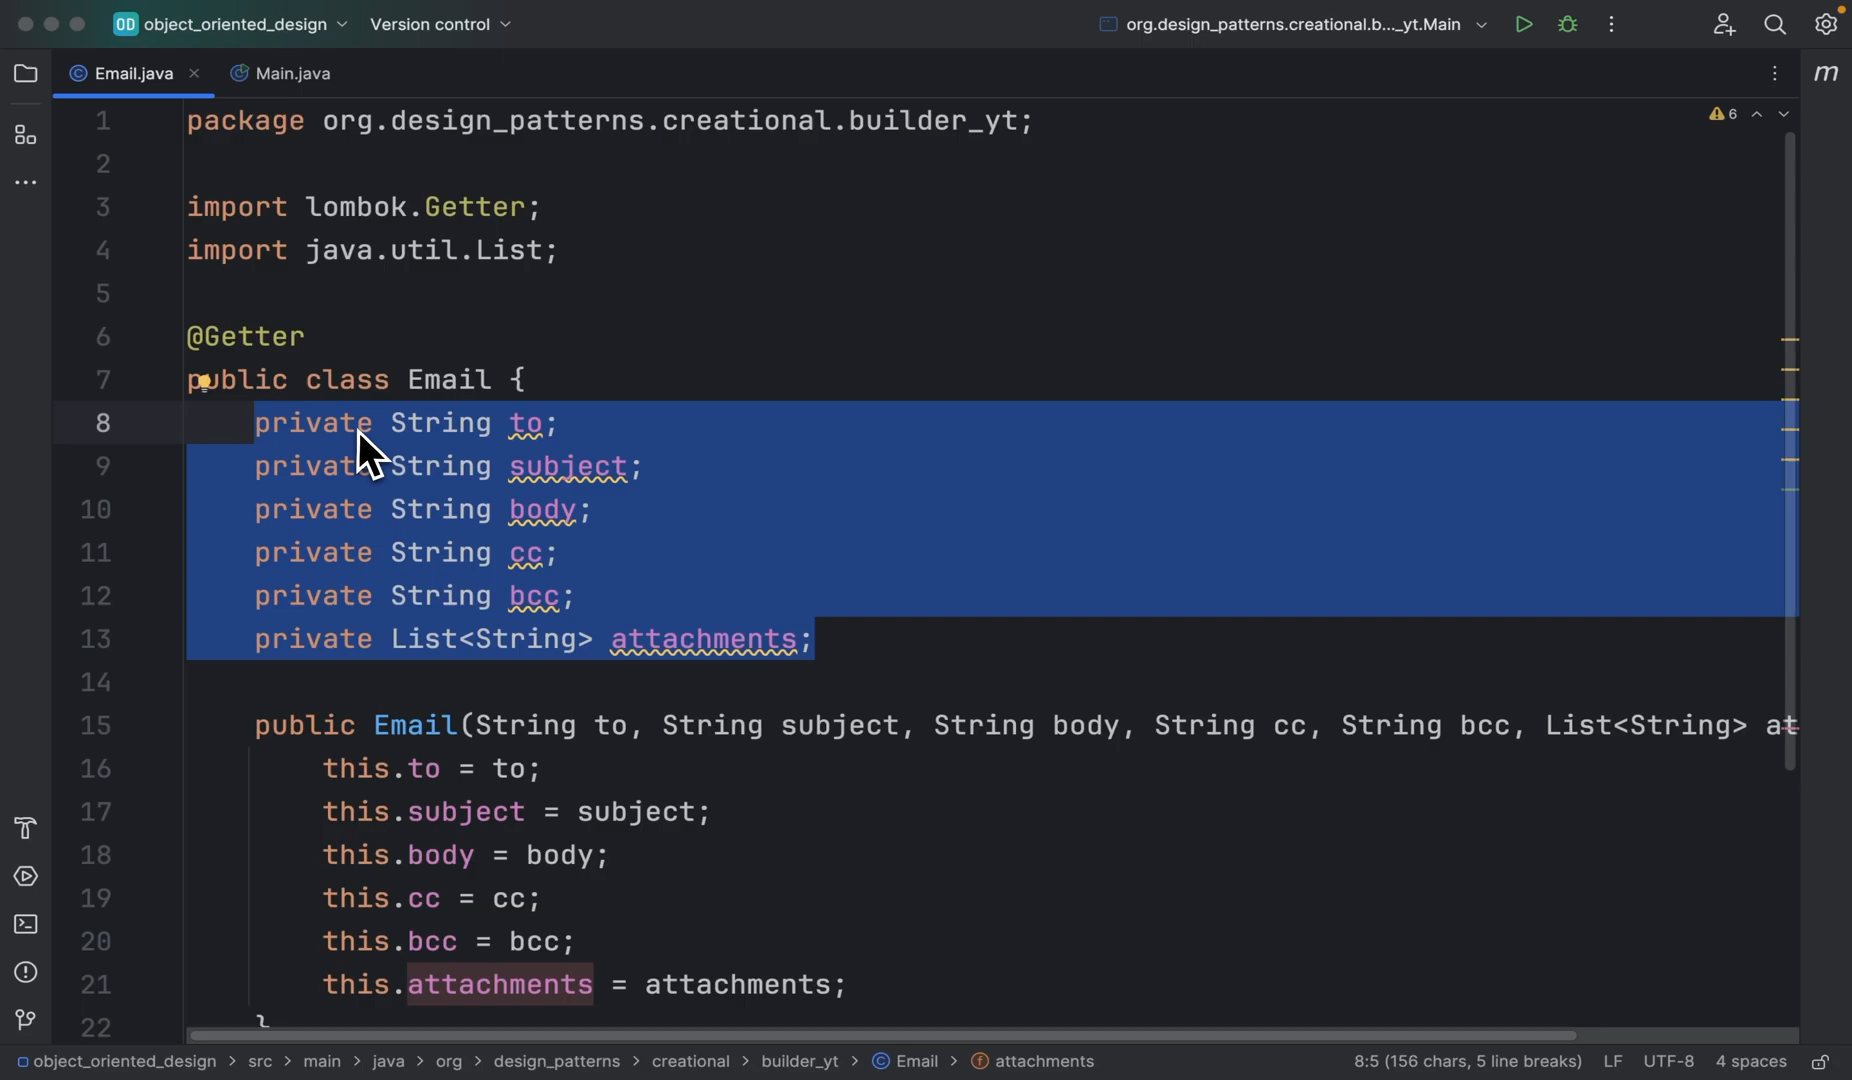 OD object_oriented_design Version control org.design_patterns.creational.b..._yt.Main
Email.java Main.java m
1 package org.design_patterns.creational.builder_yt; 6
2
3 import lombok.Getter;
4 import java.util.List;
5
6 @Getter
7 public class Email {
8 private String to;
9 private String subject;
10 private String body;
11 private String cc;
12 private String bcc;
13 private List<String> attachments;
14
15 public Email(String to, String subject, String body, String cc, String bcc, List<String> at
16 this.to = to;
17 this.subject = subject;
18 this.body = body;
19 this.cc = cc;
20 this.bcc = bcc;
21 this.attachments = attachments;
22 }
object_oriented_design > src > main > java > org > design_patterns > creational > builder_yt > C Email > f attachments 8:5 (156 chars, 5 line breaks) LF UTF-8 4 spaces